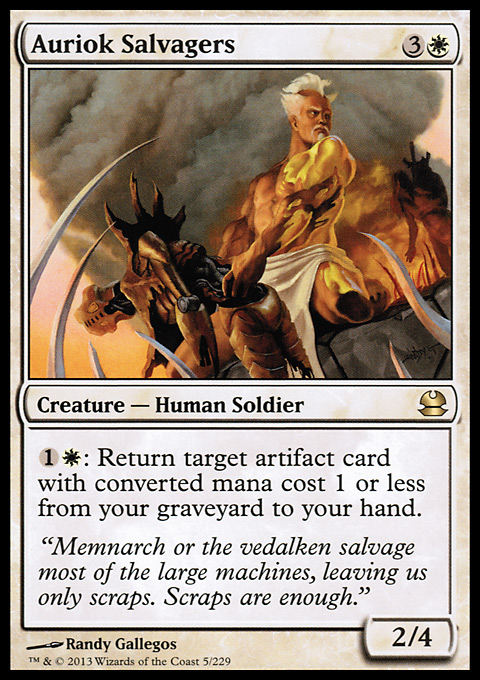 Auriok Salvagers 3
Creature — Human Soldier
1 : Return target artifact card
with converted mana cost 1 or less
from your graveyard to your hand.
“Memnarch or the vedalken salvage
most of the large machines, leaving us
only scraps. Scraps are enough.”
Randy Gallegos
2/4
™ & © 2013 Wizards of the Coast 5/229